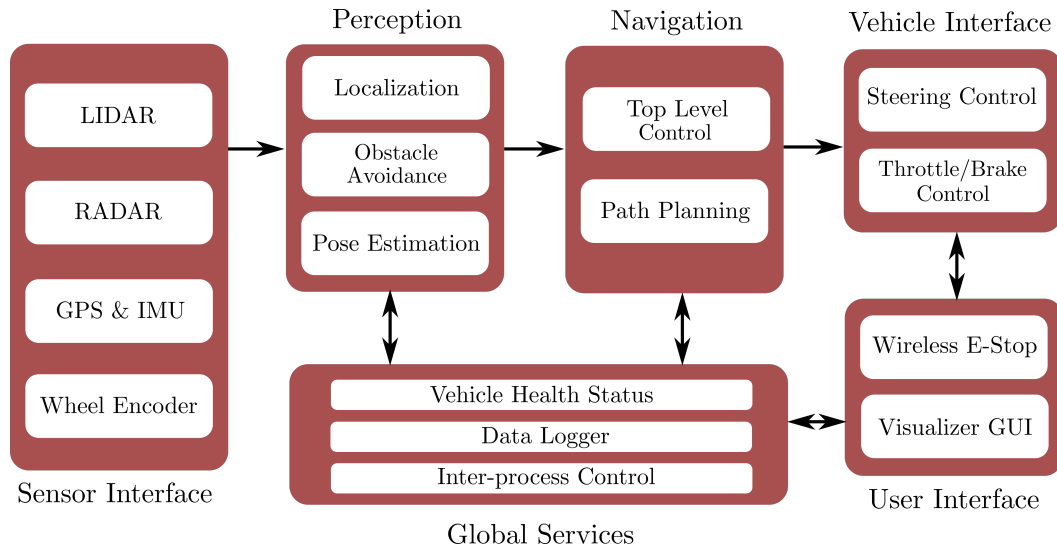 Perception
Navigation
Vehicle Interface
LIDAR
RADAR
GPS & IMU
Wheel Encoder
Sensor Interface
Localization
Obstacle
Avoidance
Pose Estimation
Top Level
Control
Path Planning
Steering Control
Throttle/Brake
Control
Vehicle Health Status
Data Logger
Inter-process Control
Global Services
Wireless E-Stop
Visualizer GUI
User Interface